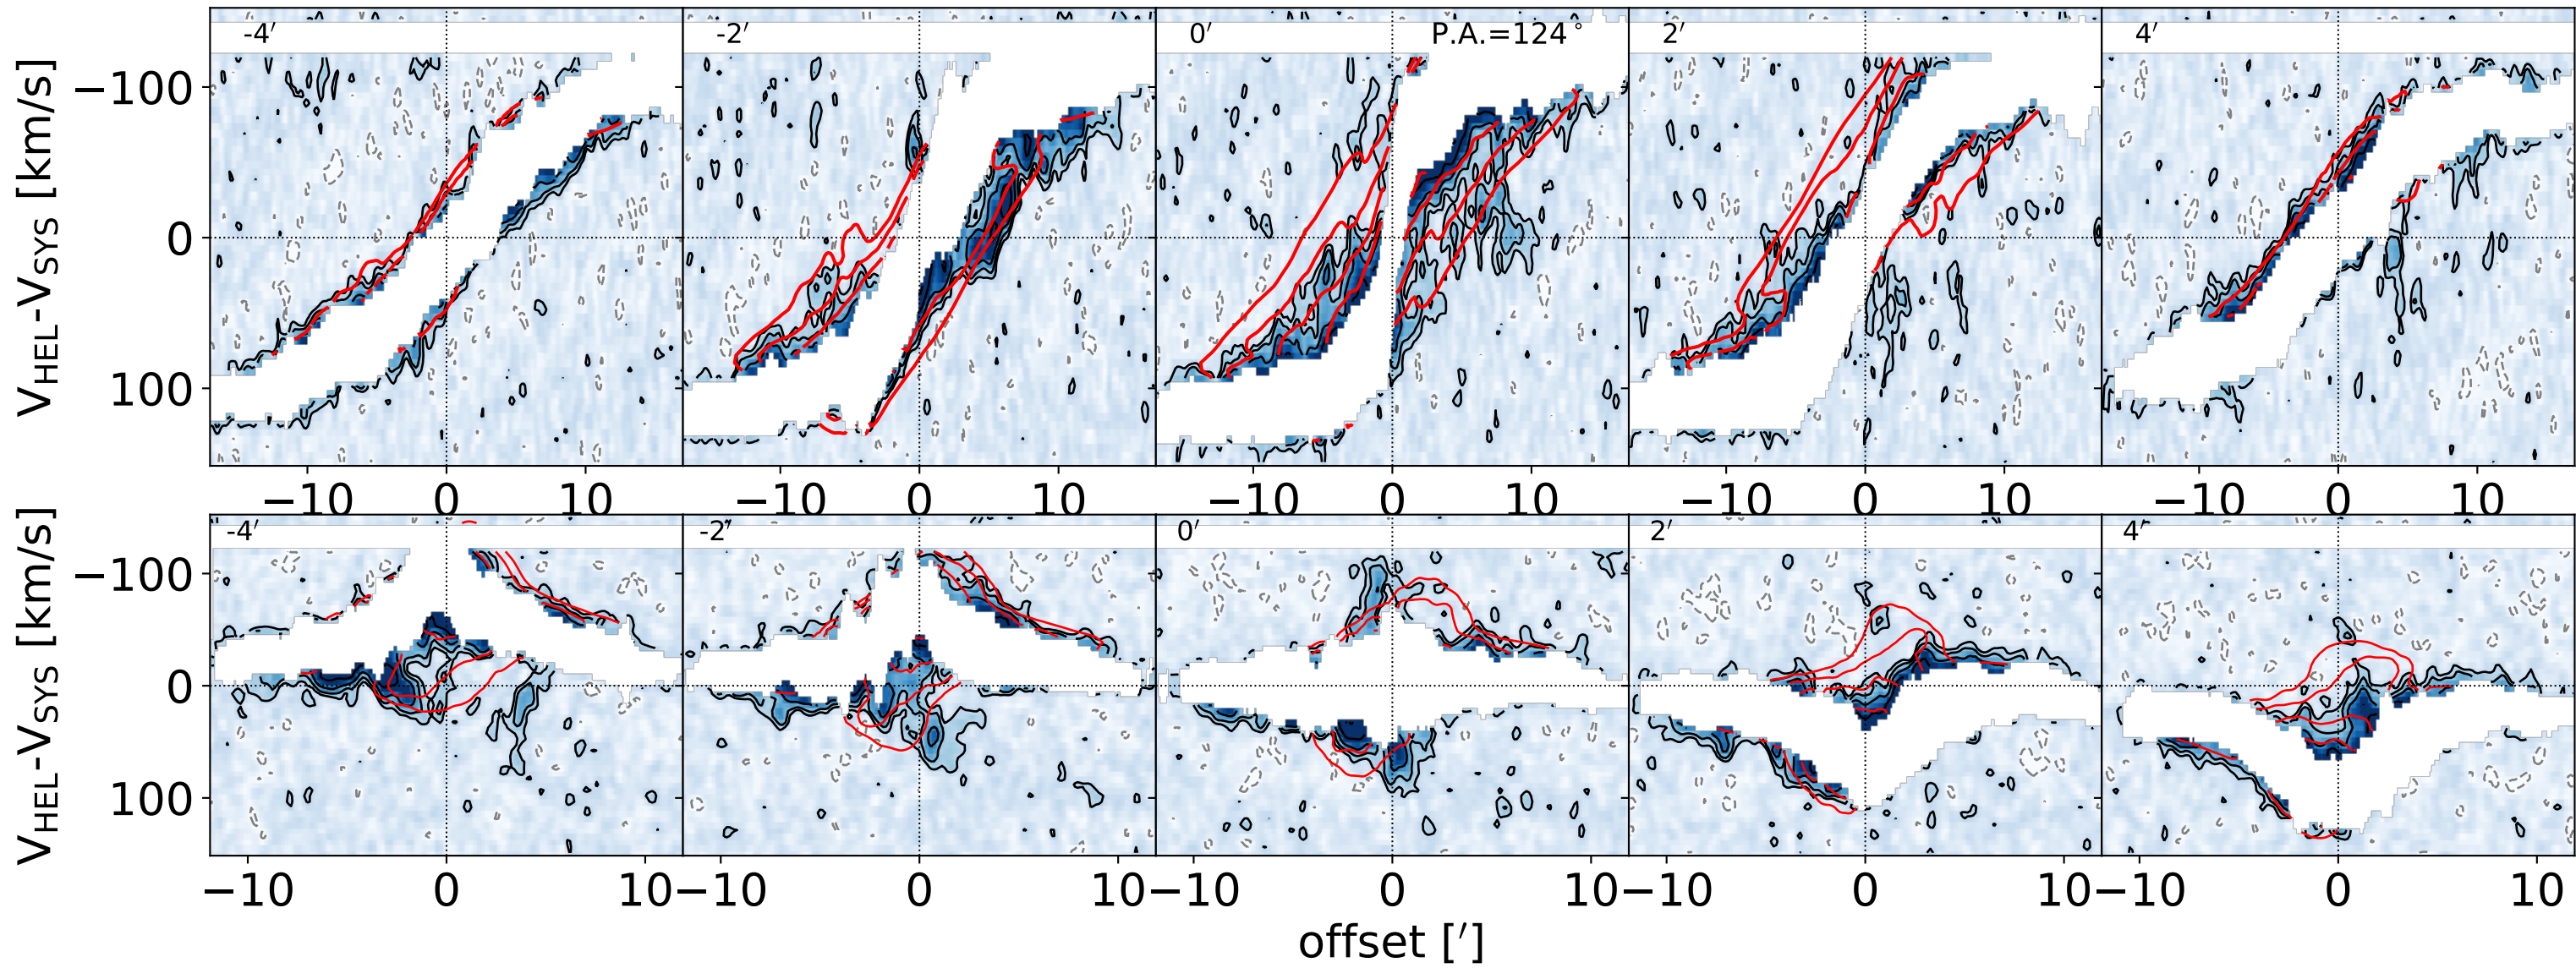 -4′ -2′ 0′ P.A.=124° 2′ 4′
V_HEL-V_SYS [km/s]
−100
0
100
−10 0 10 −10 0 10 −10 0 10 −10 0 10 −10 0 10
-4′ -2′ 0′ 2′ 4′
V_HEL-V_SYS [km/s]
−100
0
100
−10 0 10 −10 0 10 −10 0 10 −10 0 10 −10 0 10
offset [′]